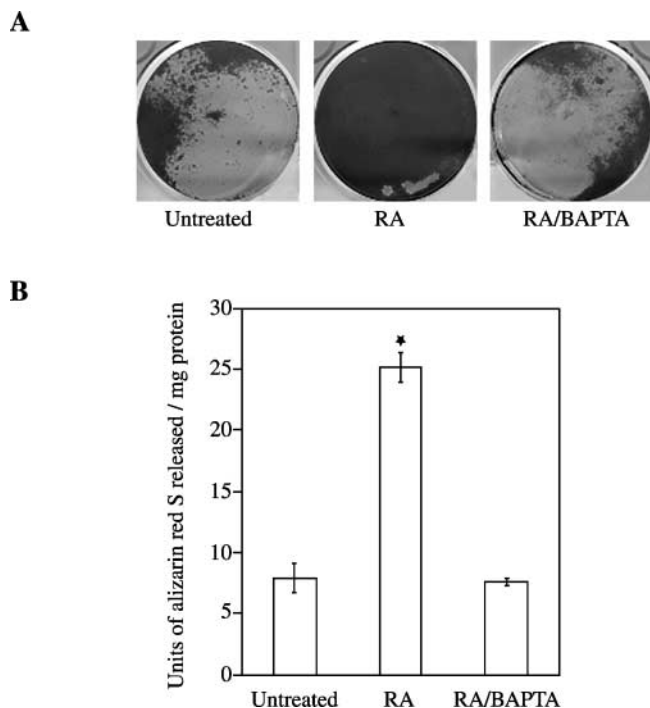 A
Untreated RA RA/BAPTA
B
Units of alizarin red S released / mg protein
30
25
20
15
10
5
0
Untreated RA RA/BAPTA